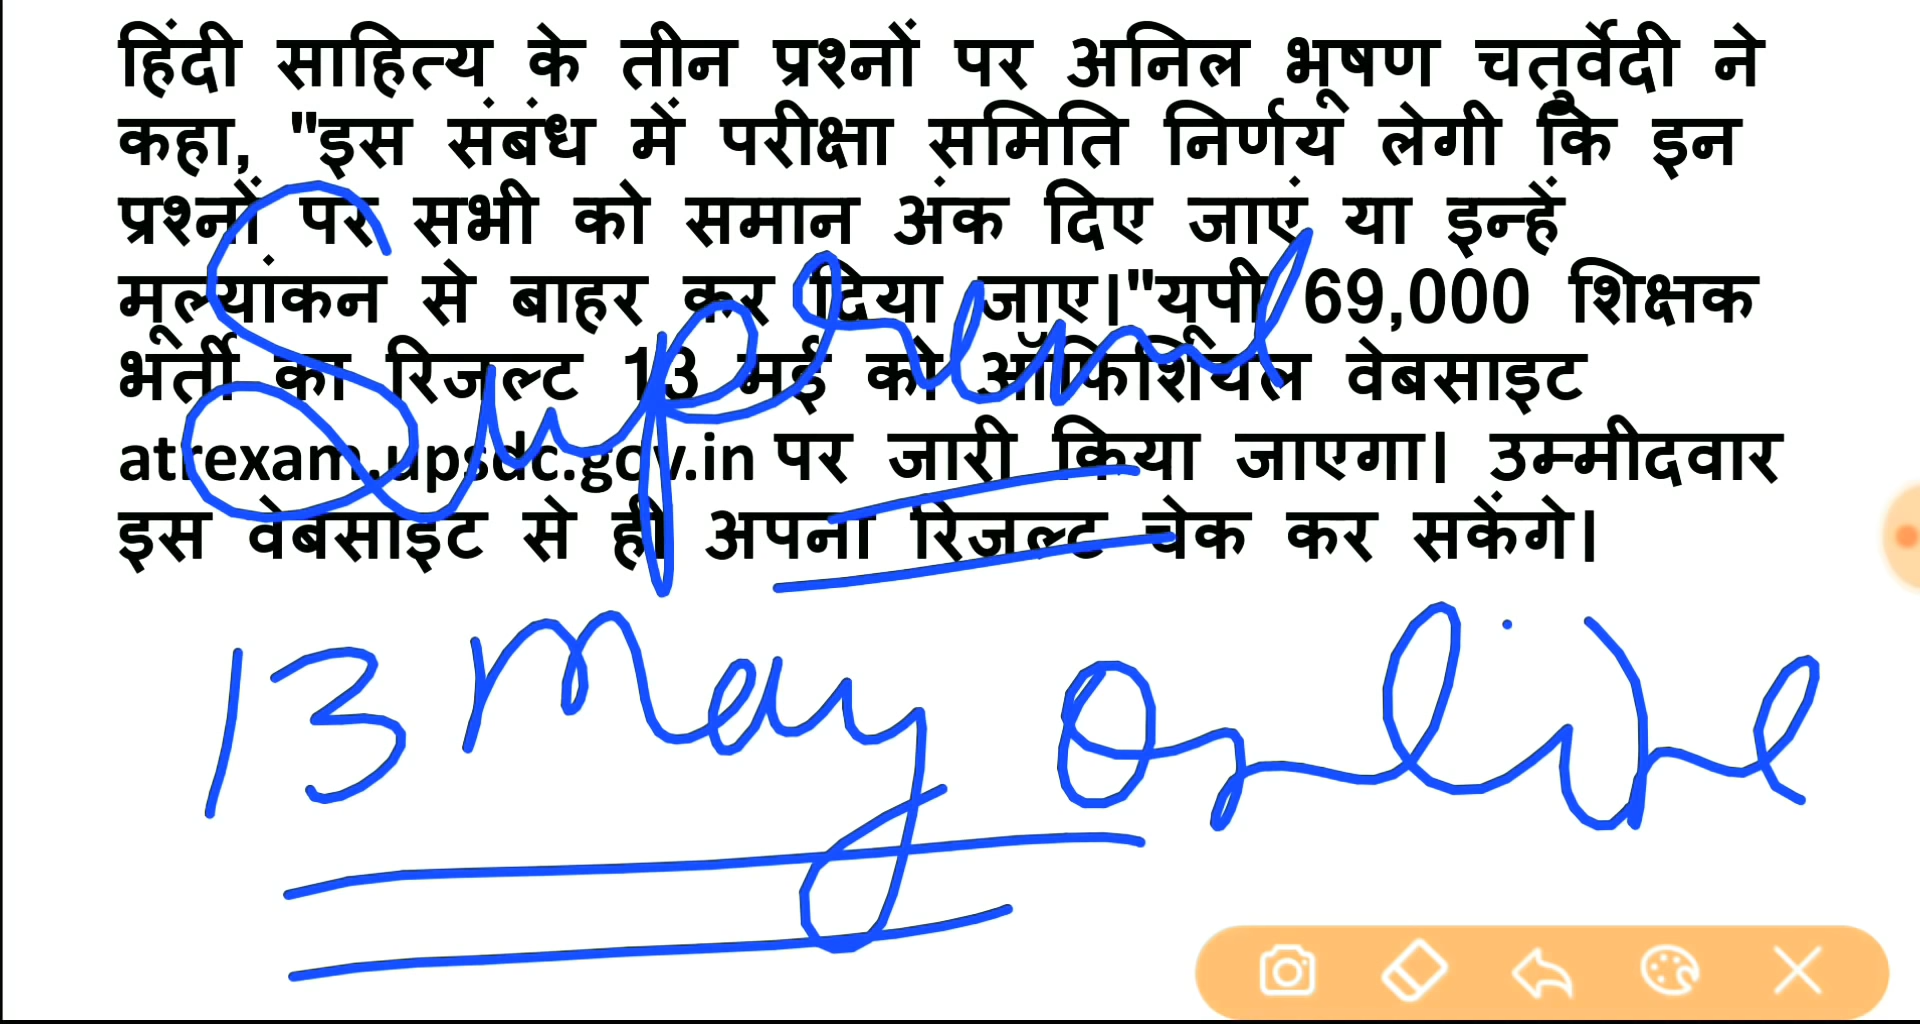 हिंदी साहित्य के तीन प्रश्नों पर अनिल भूषण चतुर्वेदी ने
कहा, "इस संबंध में परीक्षा समिति निर्णय लेगी कि इन
प्रश्नों पर सभी को समान अंक दिए जाएं या इन्हें
मूल्यांकन से बाहर कर दिया जाए।"यूपी 69,000 शिक्षक
भर्ती का रिजल्ट 13 मई को ऑफिशियल वेबसाइट
atrexam.upsdc.gov.in पर जारी किया जाएगा। उम्मीदवार
इस वेबसाइट से ही अपना रिजल्ट चेक कर सकेंगे।
Supreme
13 May online